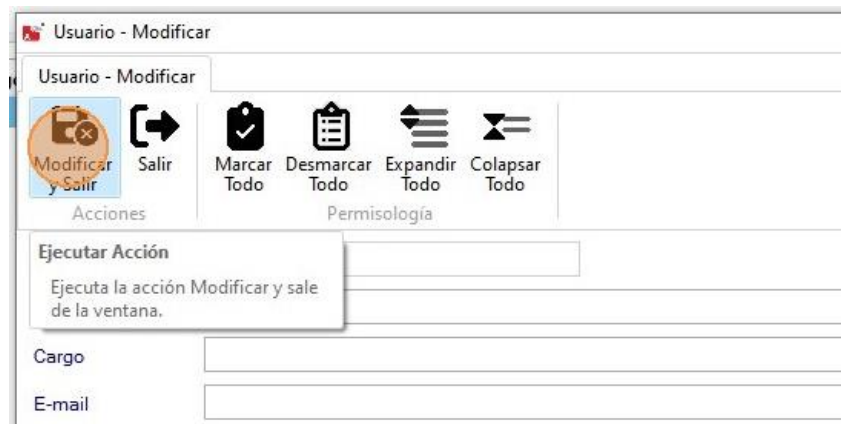 Usuario - Modificar
Usuario - Modificar
Modificar
y Salir
Salir
Marcar
Todo
Desmarcar
Todo
Expandir
Todo
Colapsar
Todo
Acciones
Permisología
Ejecutar Acción
Ejecuta la acción Modificar y sale
de la ventana.
Cargo
E-mail